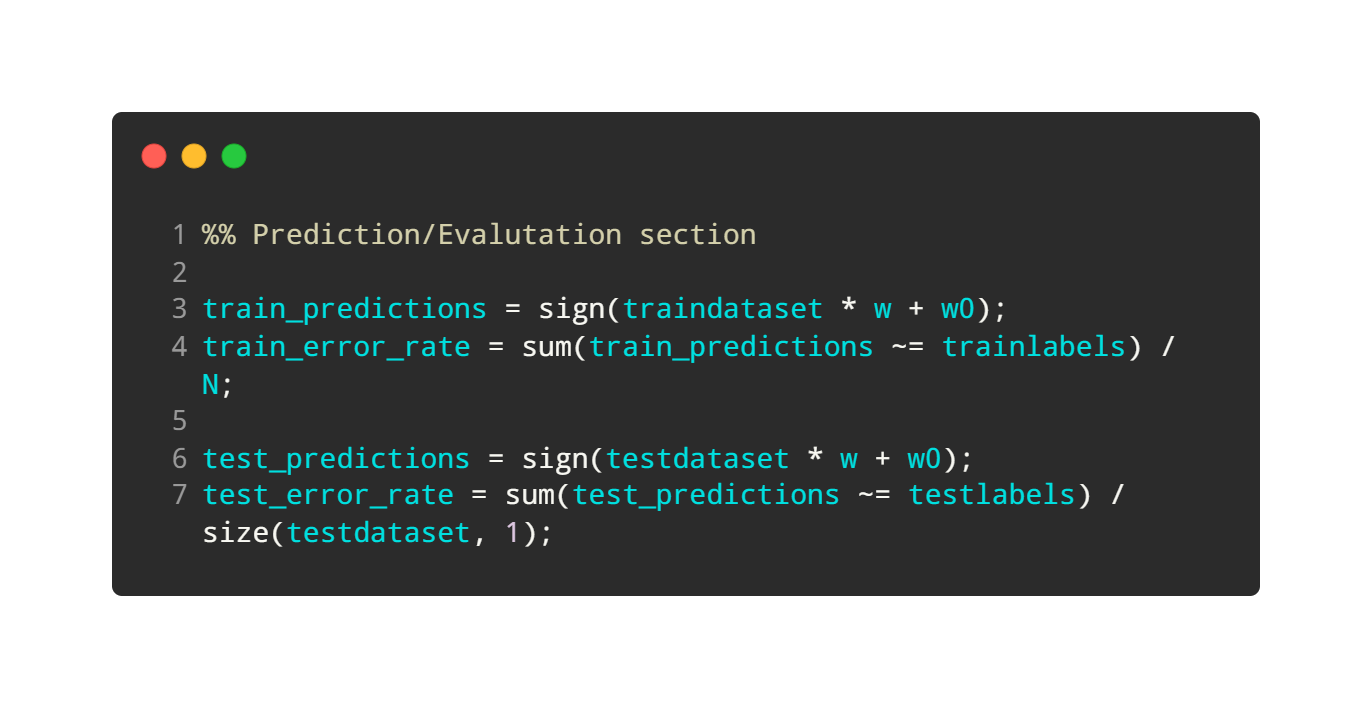 1 %% Prediction/Evalutation section
2
3 train_predictions = sign(traindataset * w + w0);
4 train_error_rate = sum(train_predictions ~= trainlabels) /
N;
5
6 test_predictions = sign(testdataset * w + w0);
7 test_error_rate = sum(test_predictions ~= testlabels) /
size(testdataset, 1);